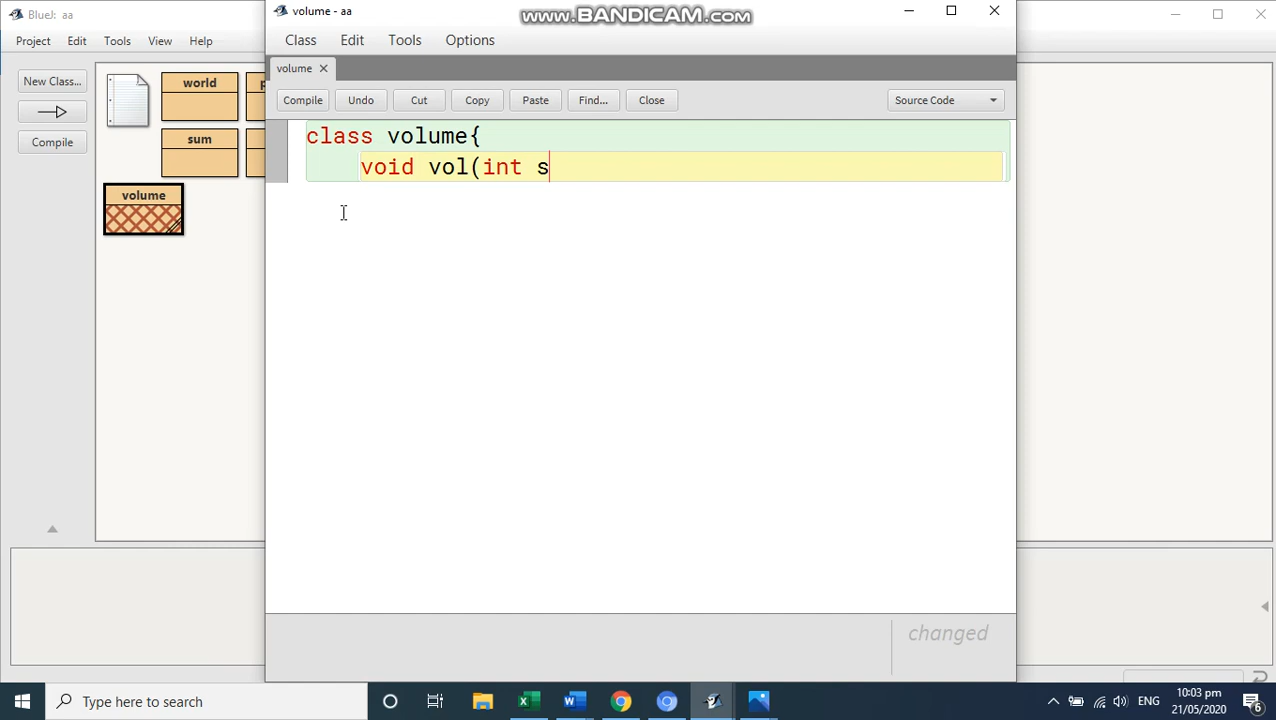 BlueJ: aa
volume - aa
www.BANDICAM.com
Project Edit Tools View Help
Class Edit Tools Options
volume
New Class...
Compile
world
sum
volume
Compile Undo Cut Copy Paste Find... Close Source Code
class volume{
void vol(int s
changed
Type here to search
ENG
10:03 pm
21/05/2020
6